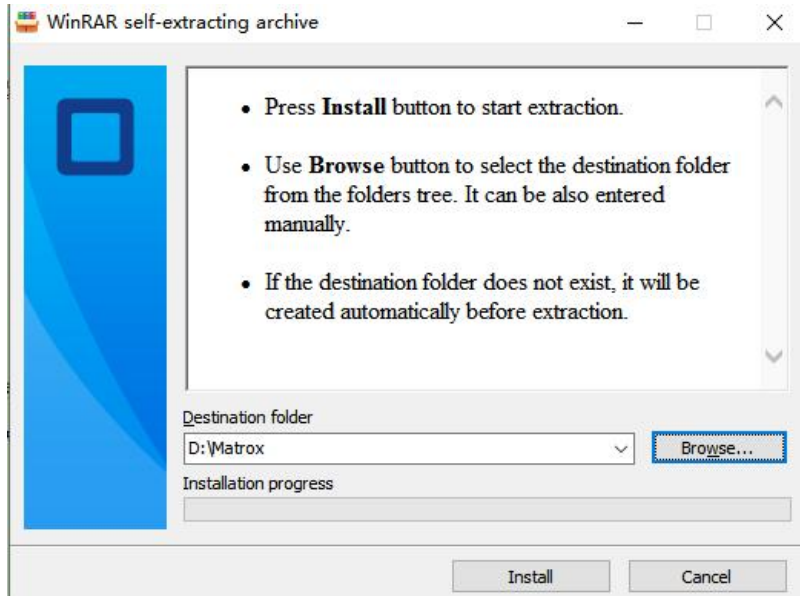 WinRAR self-extracting archive
• Press Install button to start extraction.
• Use Browse button to select the destination folder
from the folders tree. It can be also entered
manually.
• If the destination folder does not exist, it will be
created automatically before extraction.
Destination folder
D:\Matrox
Browse...
Installation progress
Install
Cancel